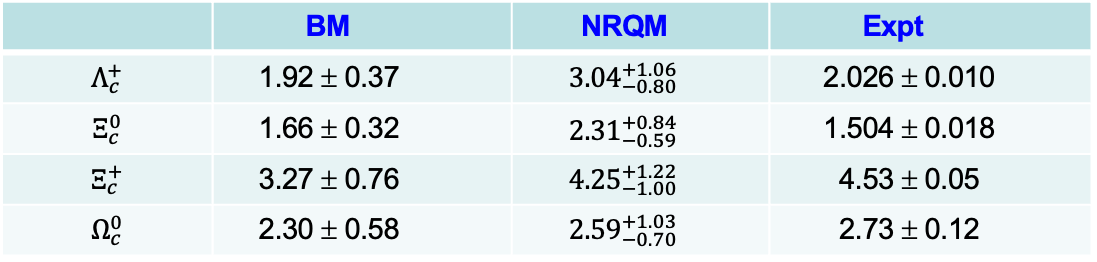 BM NRQM Expt
Λ_c^+ 1.92 ± 0.37 3.04^{+1.06}_{−0.80} 2.026 ± 0.010
Ξ_c^0 1.66 ± 0.32 2.31^{+0.84}_{−0.59} 1.504 ± 0.018
Ξ_c^+ 3.27 ± 0.76 4.25^{+1.22}_{−1.00} 4.53 ± 0.05
Ω_c^0 2.30 ± 0.58 2.59^{+1.03}_{−0.70} 2.73 ± 0.12